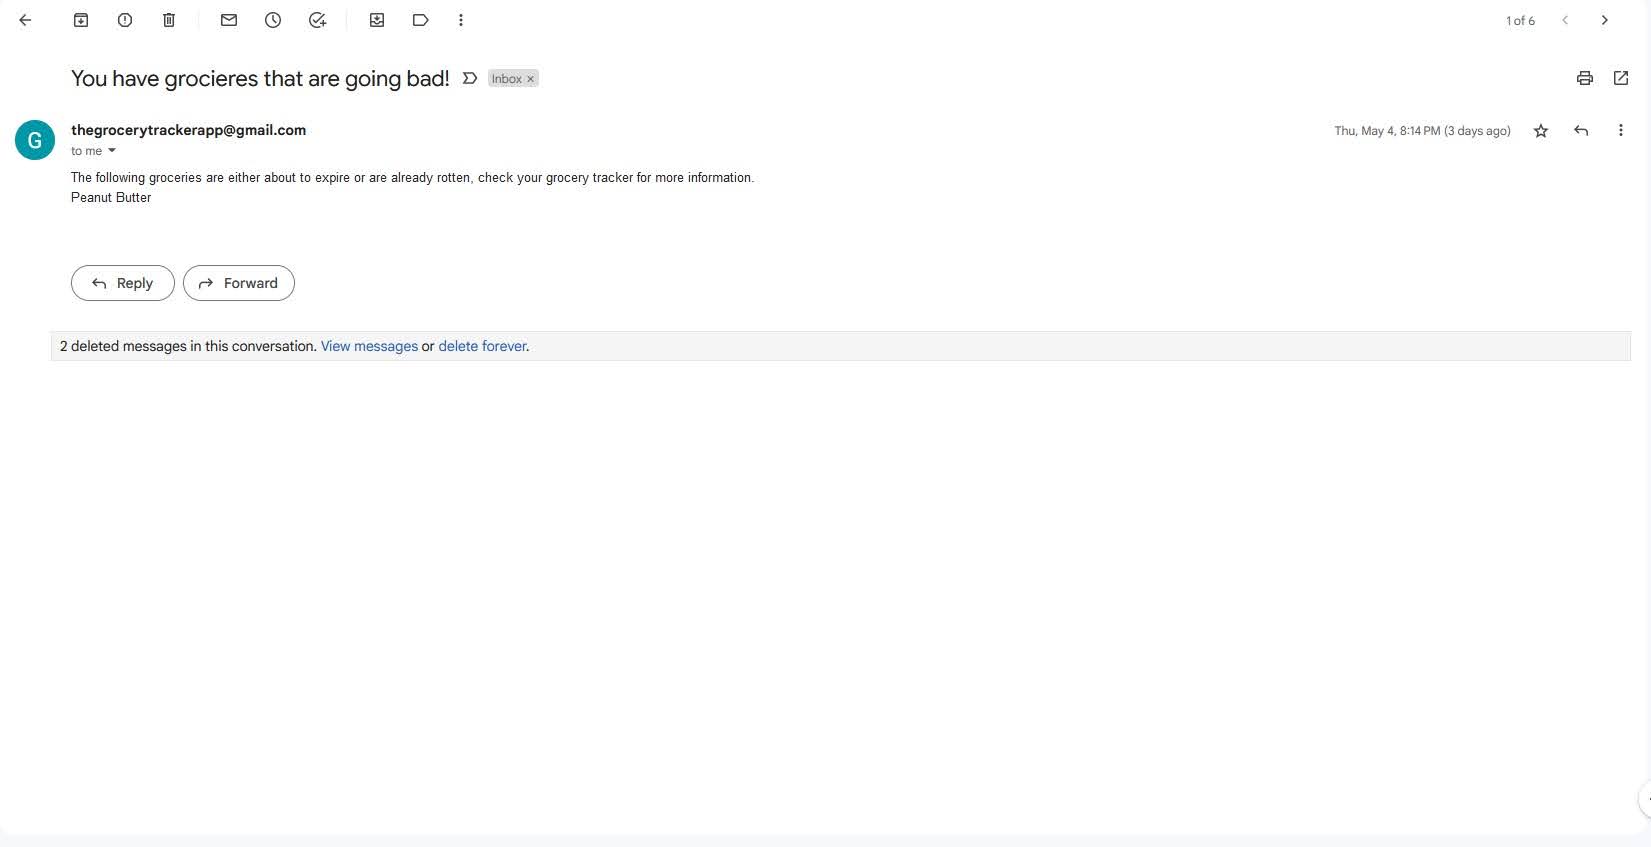 1 of 6
You have grocieres that are going bad! Inbox ×
G
thegrocerytrackerapp@gmail.com
Thu, May 4, 8:14 PM (3 days ago)
to me
The following groceries are either about to expire or are already rotten, check your grocery tracker for more information.
Peanut Butter
Reply Forward
2 deleted messages in this conversation. View messages or delete forever.